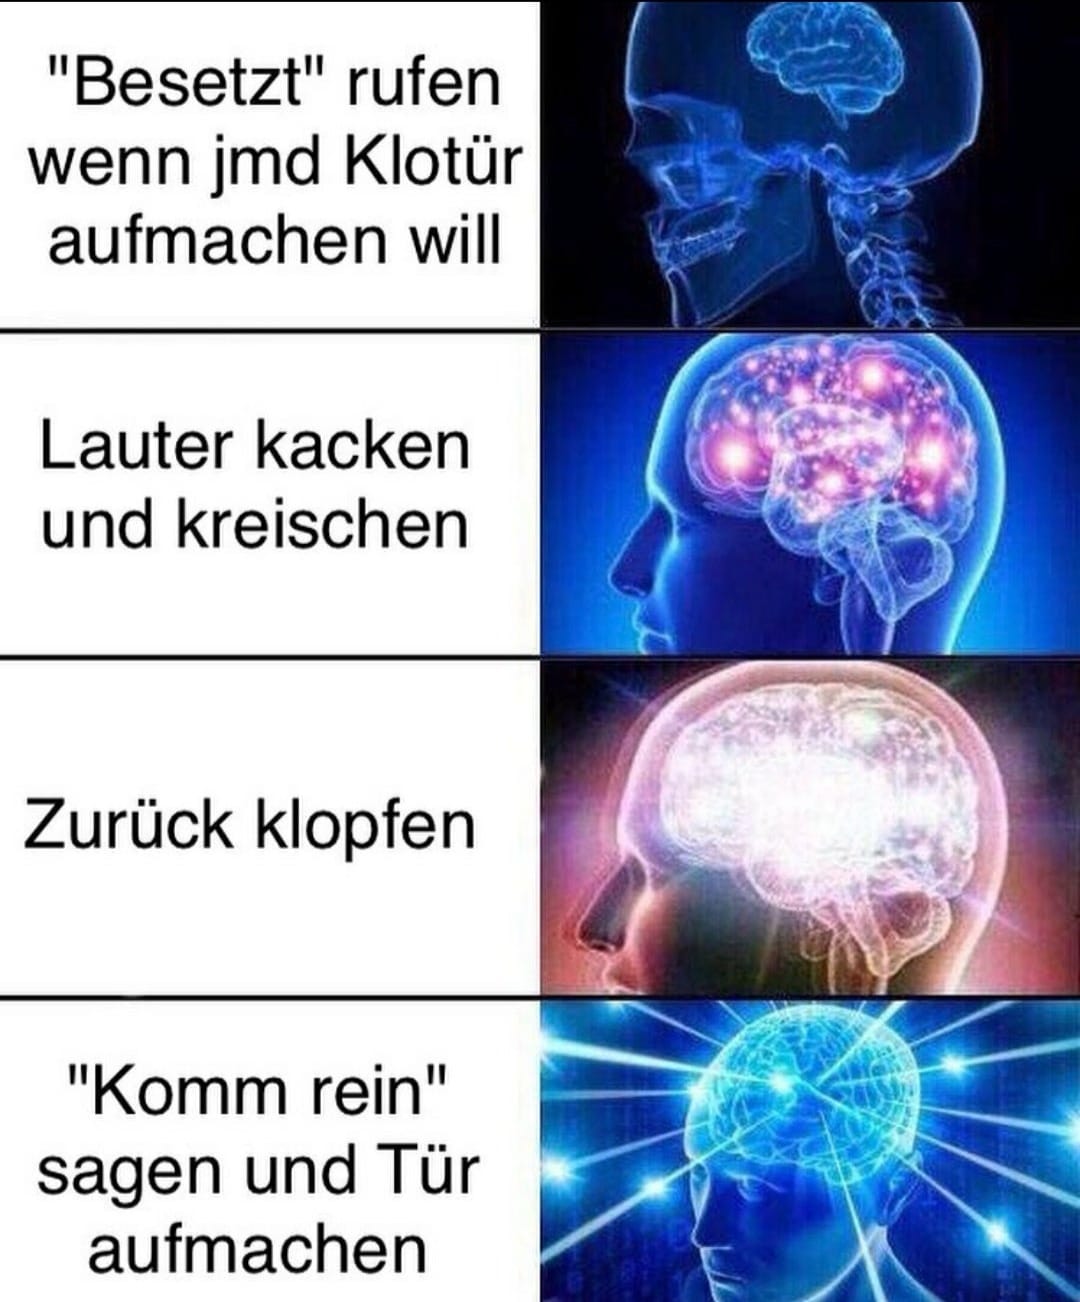 "Besetzt" rufen
wenn jmd Klotür
aufmachen will
Lauter kacken
und kreischen
Zurück klopfen
"Komm rein"
sagen und Tür
aufmachen